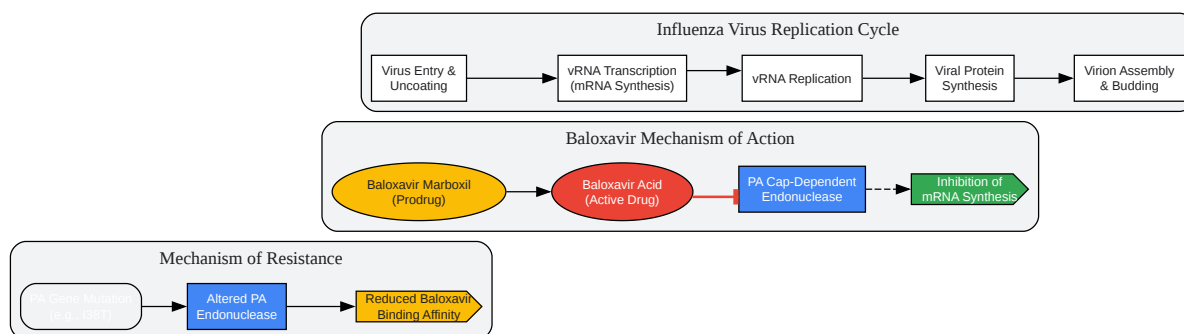 Influenza Virus Replication Cycle
Virus Entry &
Uncoating
vRNA Transcription
(mRNA Synthesis)
vRNA Replication
Viral Protein
Synthesis
Virion Assembly
& Budding
Baloxavir Mechanism of Action
Baloxavir Marboxil
(Prodrug)
Baloxavir Acid
(Active Drug)
PA Cap-Dependent
Endonuclease
Inhibition of
mRNA Synthesis
Mechanism of Resistance
PA Gene Mutation
(e.g., I38T)
Altered PA
Endonuclease
Reduced Baloxavir
Binding Affinity